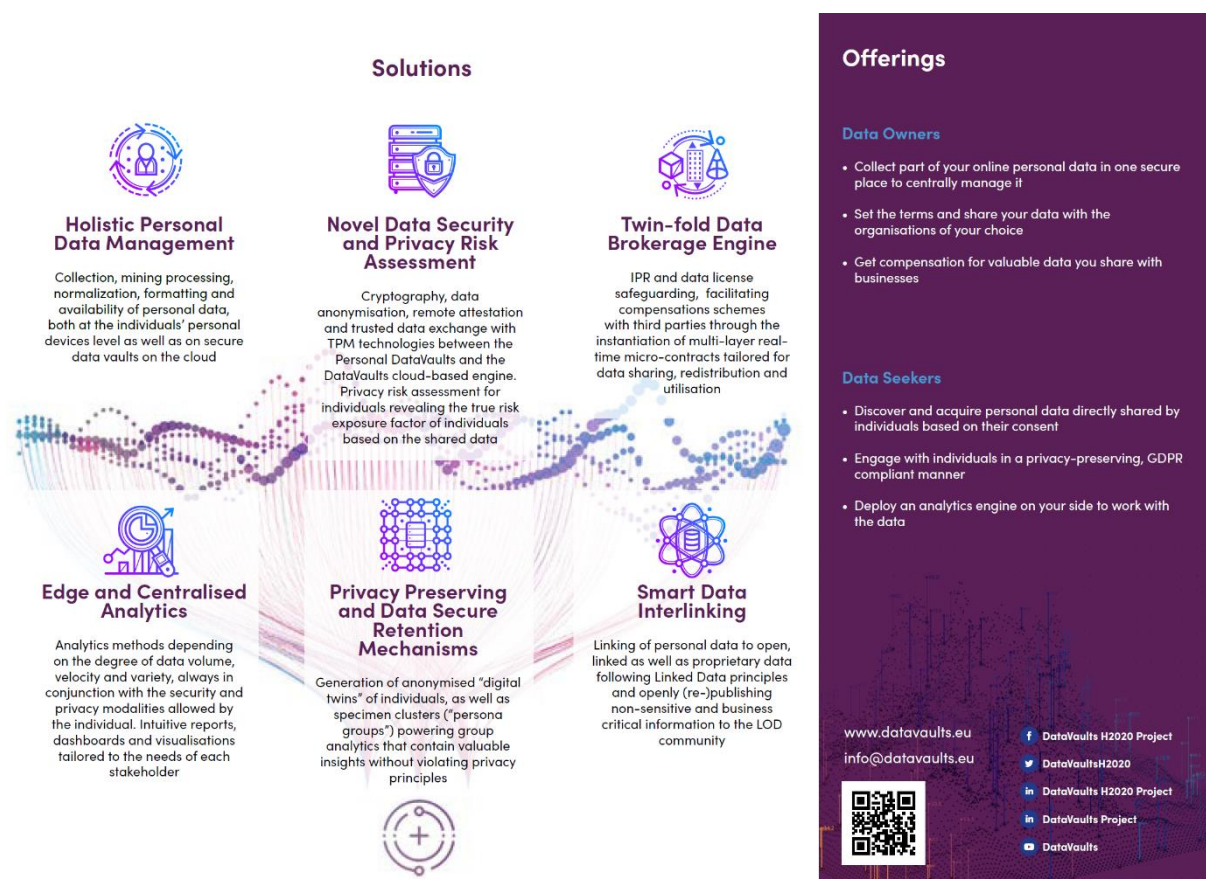 Solutions
Holistic Personal
Data Management
Collection, mining processing,
normalization, formatting and
availability of personal data,
both at the individuals’ personal
devices level as well as on secure
data vaults on the cloud
Novel Data Security
and Privacy Risk
Assessment
Cryptography, data
anonymisation, remote attestation
and trusted data exchange with
TPM technologies between the
Personal DataVaults and the
DataVaults cloud-based engine.
Privacy risk assessment for
individuals revealing the true risk
exposure factor of individuals
based on the shared data
Twin-fold Data
Brokerage Engine
IPR and data license
safeguarding, facilitating
compensations schemes
with third parties through the
instantiation of multi-layer real-
time micro-contracts tailored for
data sharing, redistribution and
utilisation
Edge and Centralised
Analytics
Analytics methods depending
on the degree of data volume,
velocity and variety, always in
conjunction with the security and
privacy modalities allowed by
the individual. Intuitive reports,
dashboards and visualisations
tailored to the needs of each
stakeholder
Privacy Preserving
and Data Secure
Retention
Mechanisms
Generation of anonymised “digital
twins” of individuals, as well as
specimen clusters (“persona
groups”) powering group
analytics that contain valuable
insights without violating privacy
principles
Smart Data
Interlinking
Linking of personal data to open,
linked as well as proprietary data
following Linked Data principles
and openly (re-)publishing
non-sensitive and business
critical information to the LOD
community
Offerings
Data Owners
• Collect part of your online personal data in one secure
place to centrally manage it
• Set the terms and share your data with the
organisations of your choice
• Get compensation for valuable data you share with
businesses
Data Seekers
• Discover and acquire personal data directly shared by
individuals based on their consent
• Engage with individuals in a privacy-preserving, GDPR
compliant manner
• Deploy an analytics engine on your side to work with
the data
www.datavaults.eu
info@datavaults.eu
DataVaults H2020 Project
DataVaultsH2020
DataVaults H2020 Project
DataVaults Project
DataVaults